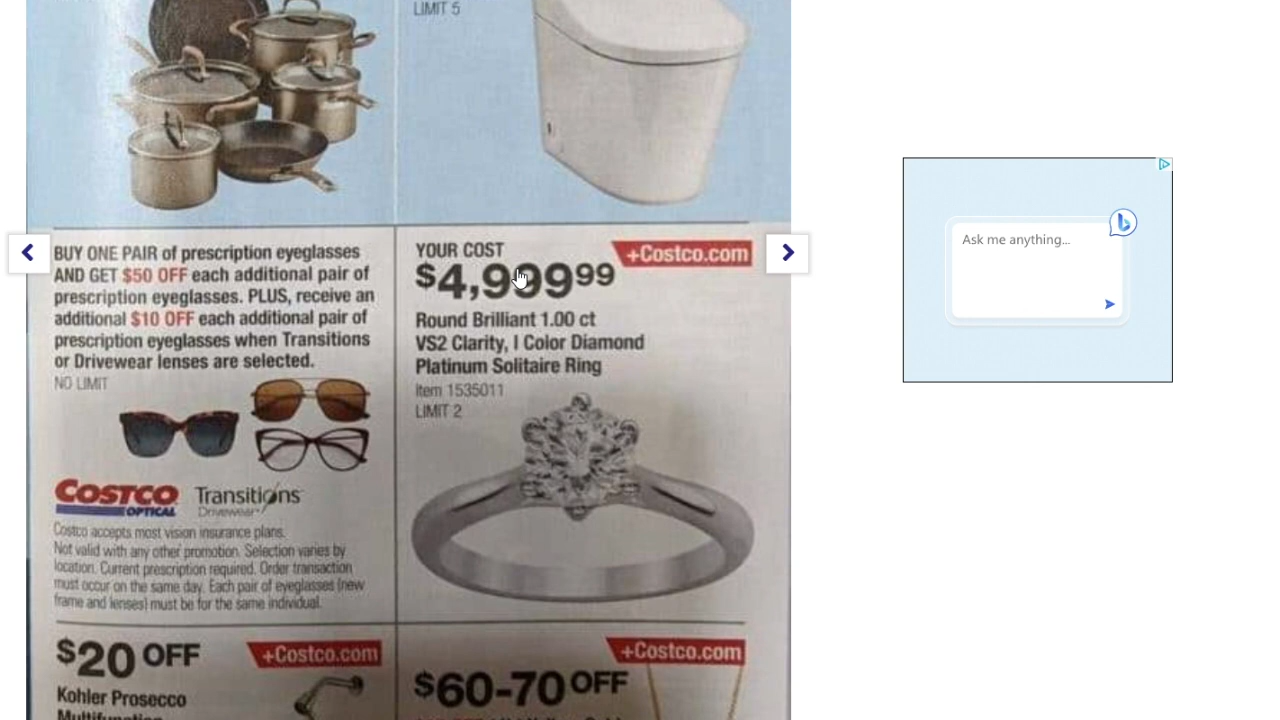 LIMIT 5
BUY ONE PAIR of prescription eyeglasses
AND GET $50 OFF each additional pair of
prescription eyeglasses. PLUS, receive an
additional $10 OFF each additional pair of
prescription eyeglasses when Transitions
or Drivewear lenses are selected.
NO LIMIT
COSTCO
OPTICAL
Transitions
Drivewear
Costco accepts most vision insurance plans.
Not valid with any other promotion. Selection varies by
location. Current prescription required. Order transaction
must occur on the same day. Each pair of eyeglasses (new
frame and lenses) must be for the same individual.
YOUR COST
+Costco.com
$4,99999
Round Brilliant 1.00 ct
VS2 Clarity, I Color Diamond
Platinum Solitaire Ring
Item 1535011
LIMIT 2
$20 OFF
+Costco.com
Kohler Prosecco
+Costco.com
$60-70 OFF
Ask me anything...